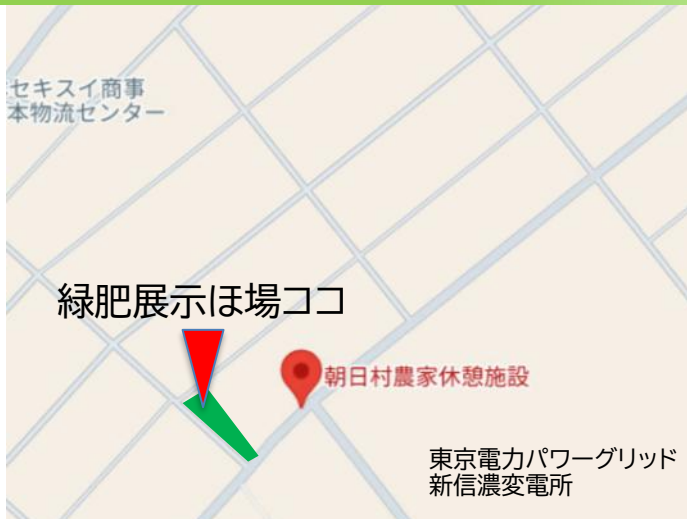 セキスイ商事
本物流センター
緑肥展示ほ場ココ
朝日村農家休憩施設
東京電力パワーグリッド
新信濃変電所